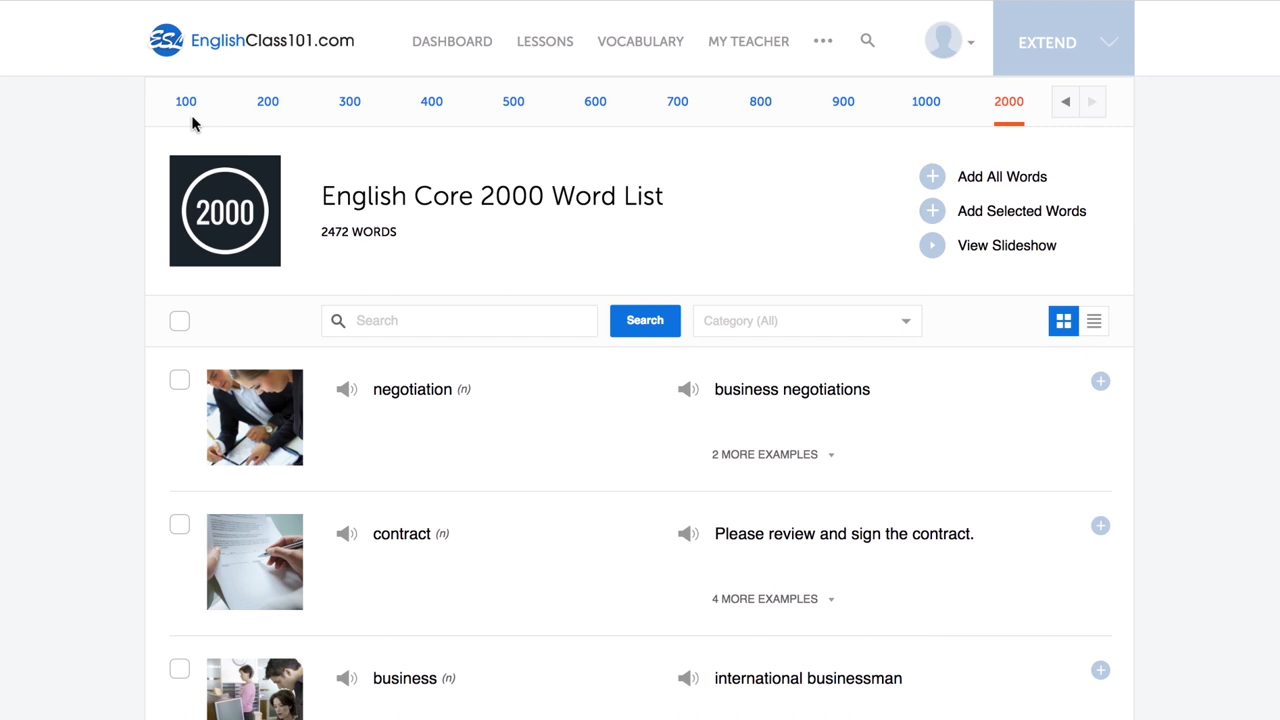 ESL EnglishClass101.com DASHBOARD LESSONS VOCABULARY MY TEACHER ••• EXTEND
100 200 300 400 500 600 700 800 900 1000 2000
2000
English Core 2000 Word List
2472 WORDS
Add All Words
Add Selected Words
View Slideshow
Search Search Category (All)
negotiation (n) business negotiations
2 MORE EXAMPLES
contract (n) Please review and sign the contract.
4 MORE EXAMPLES
business (n) international businessman